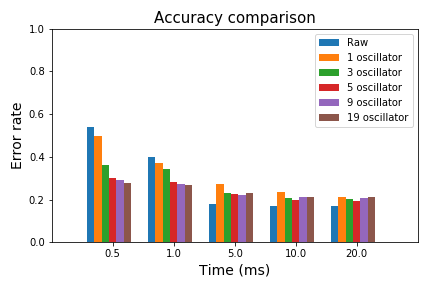 Accuracy comparison
Error rate
1.0
0.8
0.6
0.4
0.2
0.0
Raw
1 oscillator
3 oscillator
5 oscillator
9 oscillator
19 oscillator
0.5 1.0 5.0 10.0 20.0
Time (ms)